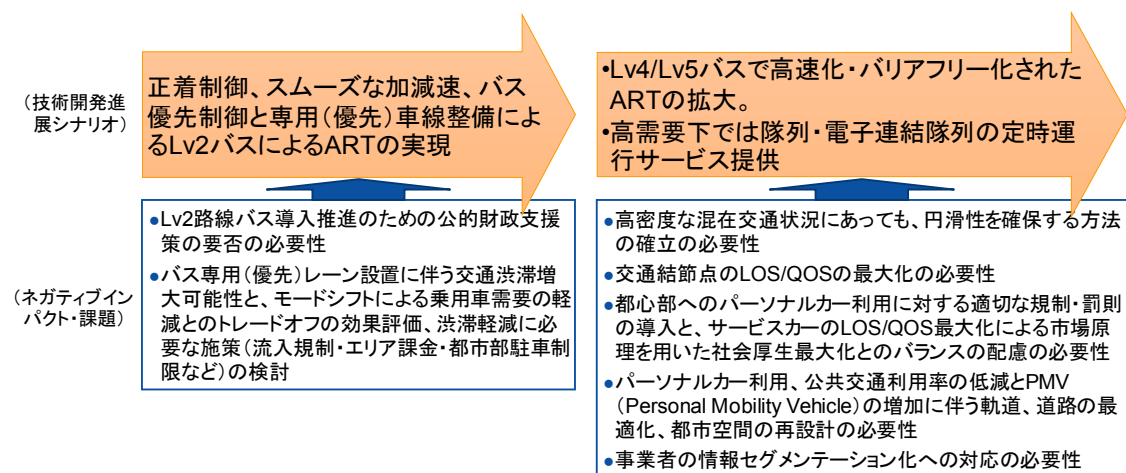 (技術開発進
展シナリオ)
正着制御、スムーズな加減速、バス
優先制御と専用(優先)車線整備によ
るLv2バスによるARTの実現
•Lv4/Lv5バスで高速化・バリアフリー化された
ARTの拡大。
•高需要下では隊列・電子連結隊列の定時運
行サービス提供
(ネガティブイン
パクト・課題)
●Lv2路線バス導入推進のための公的財政支援
策の要否の必要性
●バス専用(優先)レーン設置に伴う交通渋滞増
大可能性と、モードシフトによる乗用車需要の軽
減とのトレードオフの効果評価、渋滞軽減に必
要な施策(流入規制・エリア課金・都市部駐車制
限など)の検討
●高密度な混在交通状況にあっても、円滑性を確保する方法
の確立の必要性
●交通結節点のLOS/QOSの最大化の必要性
●都心部へのパーソナルカー利用に対する適切な規制・罰則
の導入と、サービスカーのLOS/QOS最大化による市場原
理を用いた社会厚生最大化とのバランスの配慮の必要性
●パーソナルカー利用、公共交通利用率の低減とPMV
(Personal Mobility Vehicle)の増加に伴う軌道、道路の最
適化、都市空間の再設計の必要性
●事業者の情報セグメンテーション化への対応の必要性